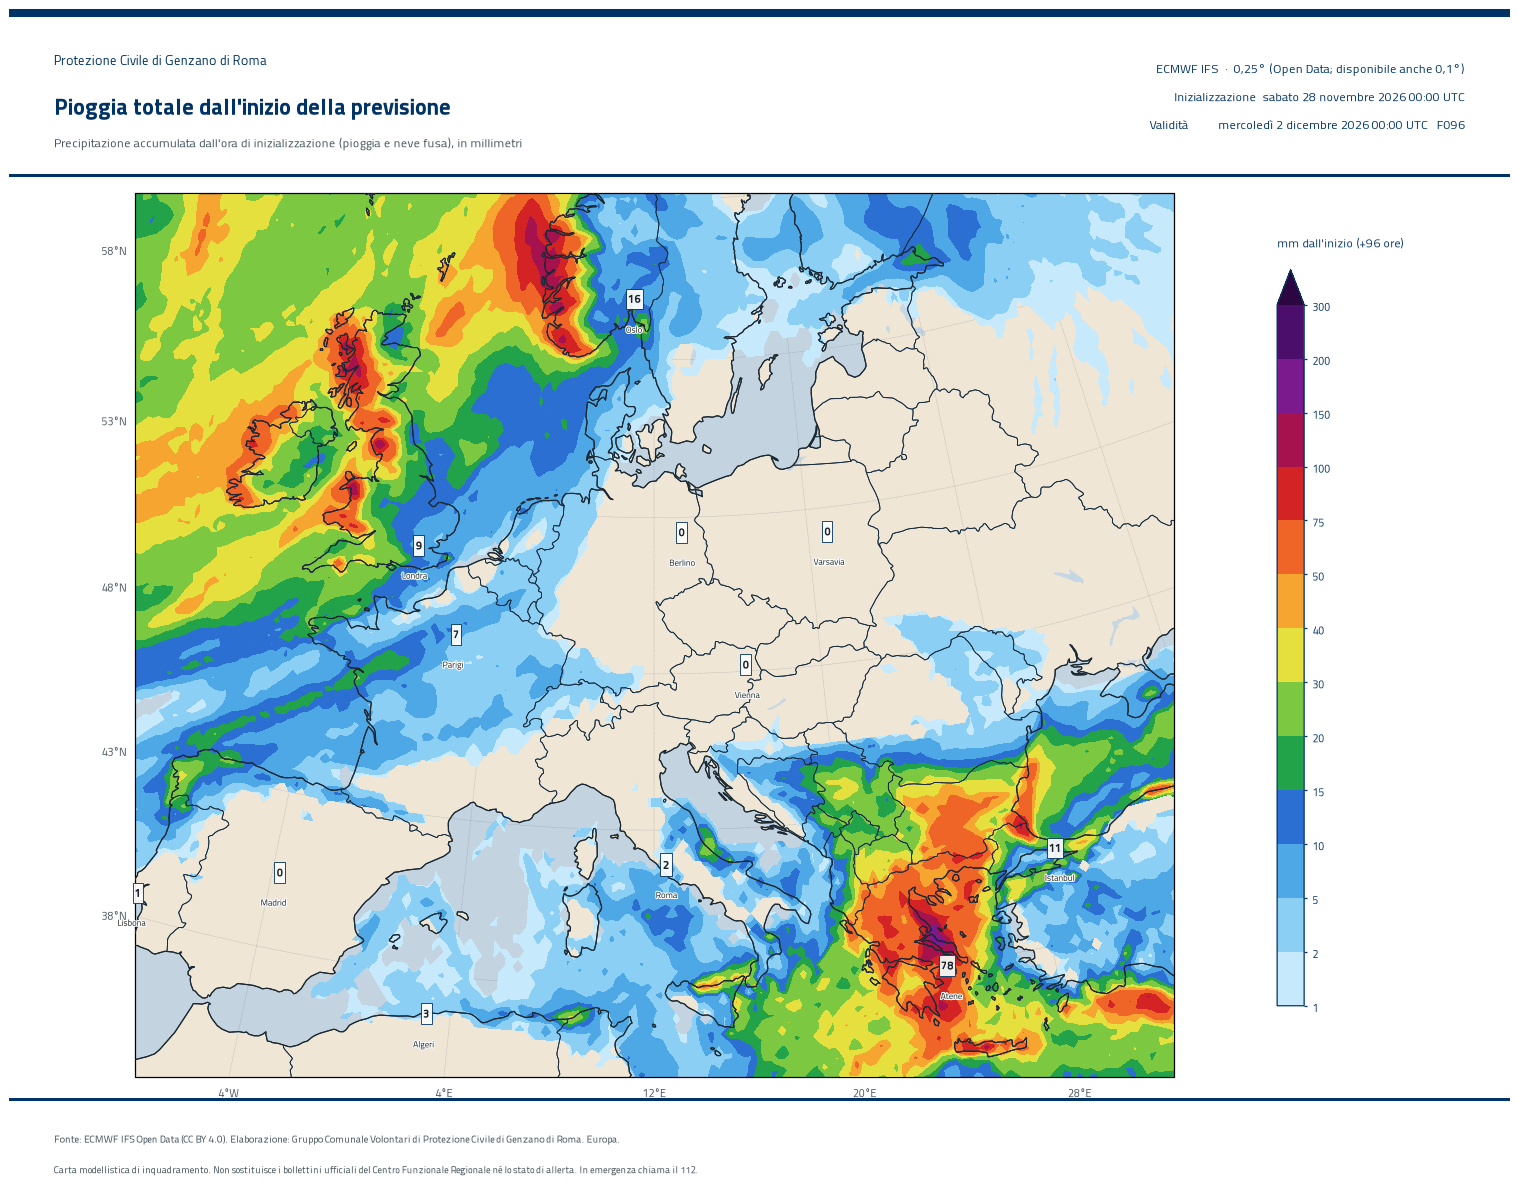 Protezione Civile di Genzano di Roma
Pioggia totale dall'inizio della previsione
Precipitazione accumulata dall'ora di inizializzazione (pioggia e neve fusa), in millimetri
ECMWF IFS · 0,25° (Open Data; disponibile anche 0,1°)
Inizializzazione sabato 28 novembre 2026 00:00 UTC
Validità mercoledì 2 dicembre 2026 00:00 UTC F096
mm dall'inizio (+96 ore)
300
200
150
100
75
50
40
30
20
15
10
5
2
1
58°N
53°N
48°N
43°N
38°N
4°W
4°E
12°E
20°E
28°E
16
Oslo
9
Londra
0
Berlino
0
Varsavia
7
Parigi
0
Vienna
0
Madrid
1
Lisbona
2
Roma
11
Istanbul
78
Atene
3
Algeri
Fonte: ECMWF IFS Open Data (CC BY 4.0). Elaborazione: Gruppo Comunale Volontari di Protezione Civile di Genzano di Roma. Europa.
Carta modellistica di inquadramento. Non sostituisce i bollettini ufficiali del Centro Funzionale Regionale né lo stato di allerta. In emergenza chiama il 112.